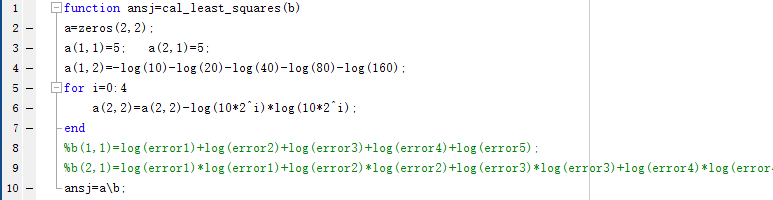 1 function ansj=cal_least_squares(b)
2 — a=zeros(2,2);
3 — a(1,1)=5; a(2,1)=5;
4 — a(1,2)=-log(10)-log(20)-log(40)-log(80)-log(160);
5 — for i=0:4
6 — a(2,2)=a(2,2)-log(10*2^i)*log(10*2^i);
7 — end
8 %b(1,1)=log(error1)+log(error2)+log(error3)+log(error4)+log(error5);
9 %b(2,1)=log(error1)*log(error1)+log(error2)*log(error2)+log(error3)*log(error3)+log(error4)*log(error
10 — ansj=a\b;